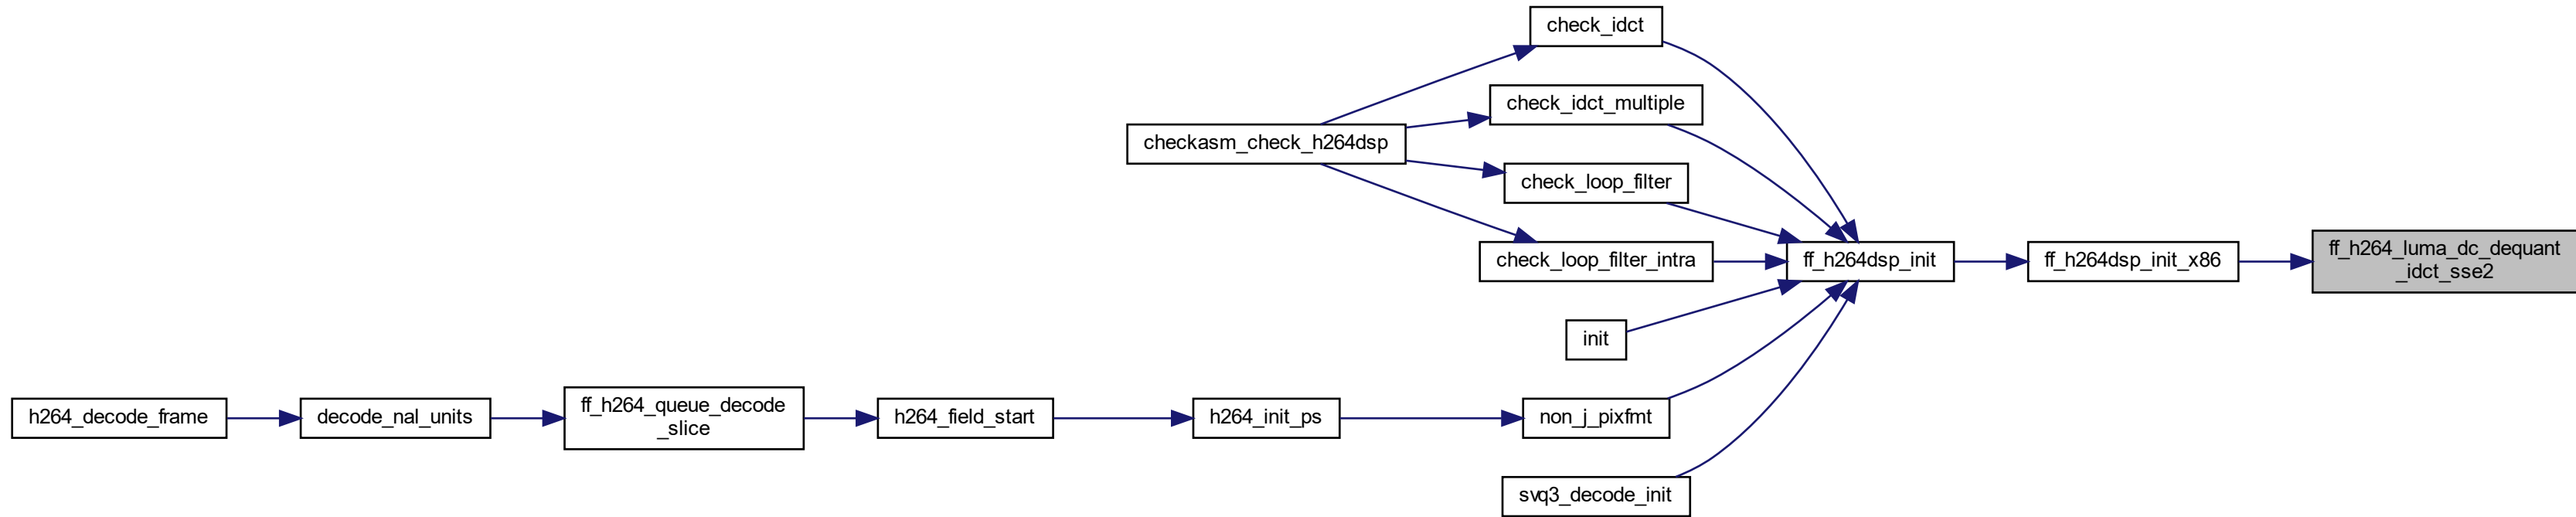 check_idct
check_idct_multiple
checkasm_check_h264dsp
check_loop_filter
check_loop_filter_intra
ff_h264dsp_init
ff_h264dsp_init_x86
ff_h264_luma_dc_dequant
_idct_sse2
init
h264_decode_frame
decode_nal_units
ff_h264_queue_decode
_slice
h264_field_start
h264_init_ps
non_j_pixfmt
svq3_decode_init